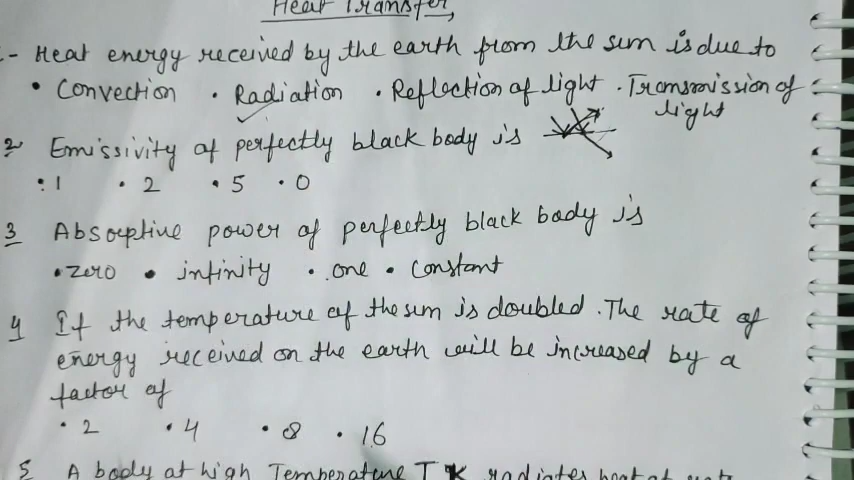 Heat Transfer,
- Heat energy received by the earth from the sun is due to
• Convection • Radiation • Reflection of light • Transmission of light
2 Emissivity of perfectly black body is
• 1 • 2 • 5 • 0
3 Absorptive power of perfectly black body is
• zero • infinity • one • Constant
4 If the temperature of the sun is doubled. The rate of
energy received on the earth will be increased by a
factor of
• 2 • 4 • 8 • 16
5 A body at high Temperature T K radiates heat at